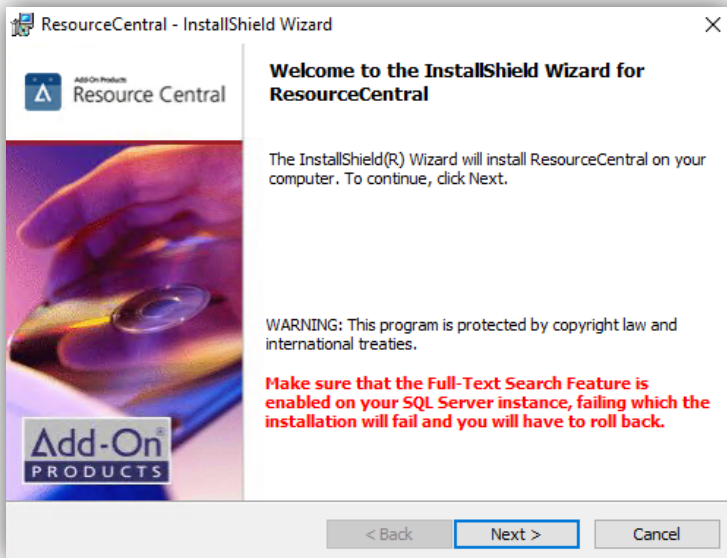 ResourceCentral - InstallShield Wizard
Add-On Products
Resource Central
Welcome to the InstallShield Wizard for
ResourceCentral
The InstallShield(R) Wizard will install ResourceCentral on your
computer. To continue, click Next.
WARNING: This program is protected by copyright law and
international treaties.
Make sure that the Full-Text Search Feature is
enabled on your SQL Server instance, failing which the
installation will fail and you will have to roll back.
Add-On®
PRODUCTS
< Back
Next >
Cancel